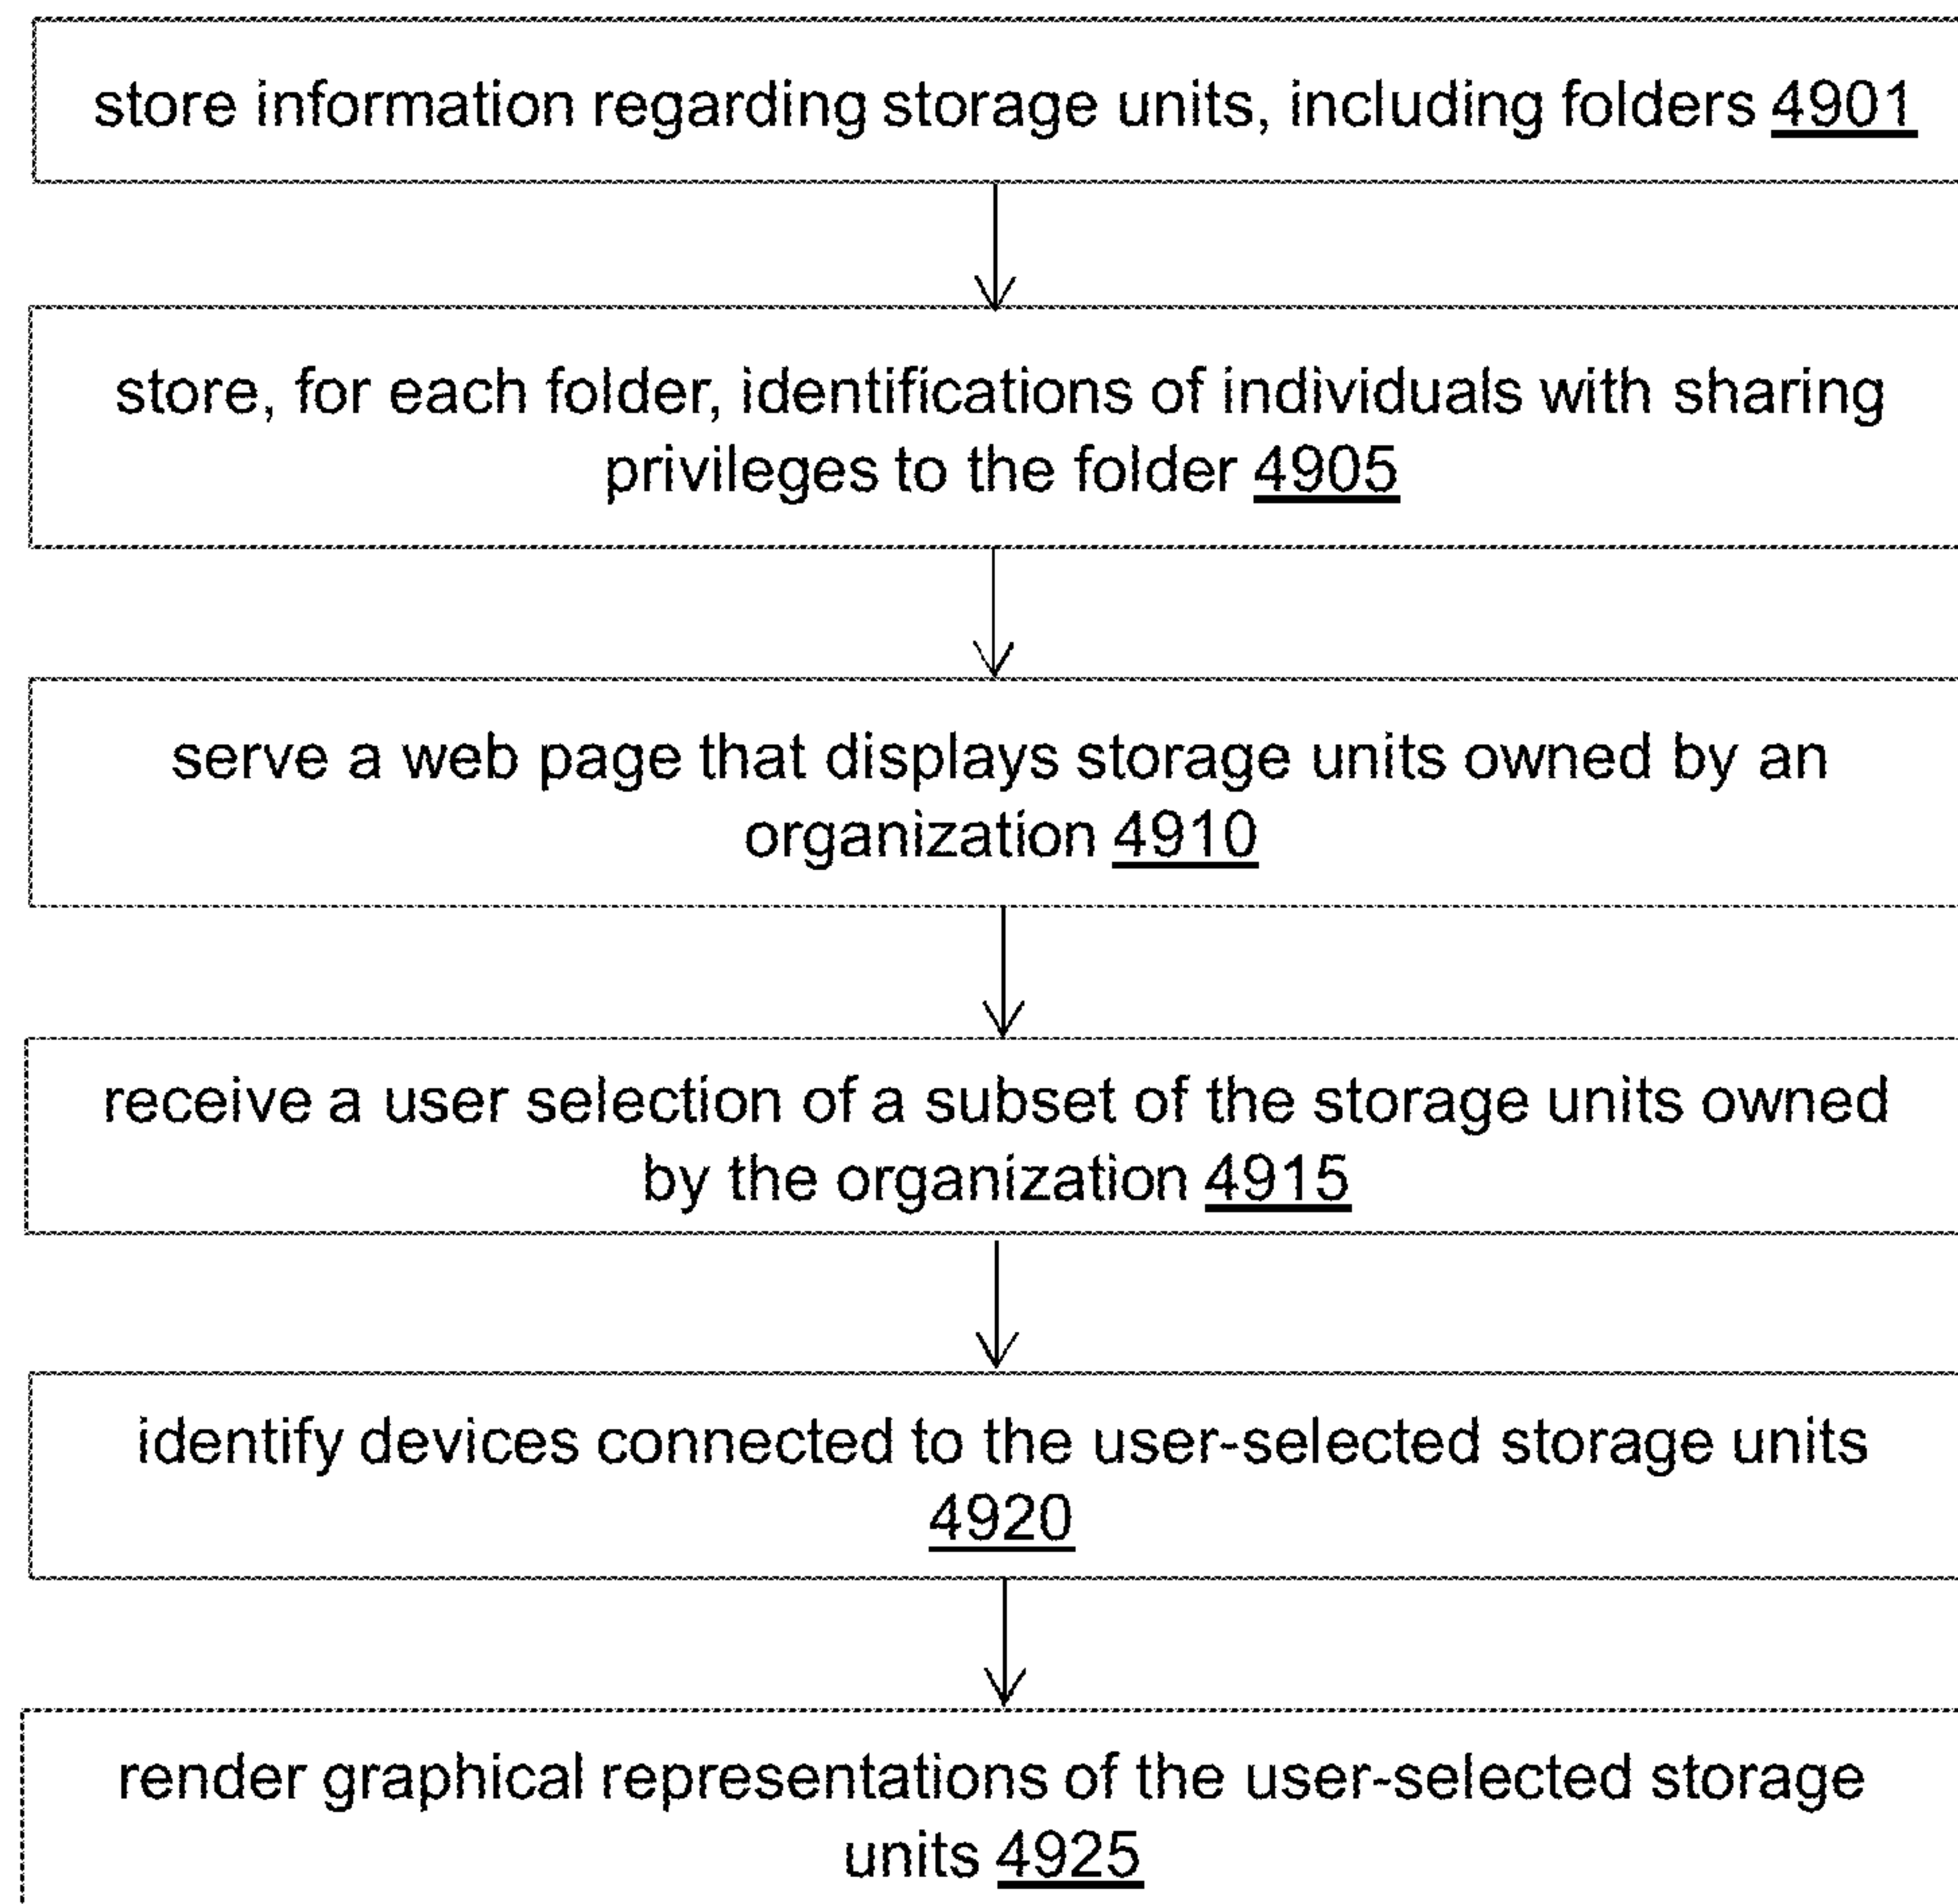 store information regarding storage units, including folders 4901
store, for each folder, identifications of individuals with sharing
privileges to the folder 4905
serve a web page that displays storage units owned by an
organization 4910
receive a user selection of a subset of the storage units owned
by the organization 4915
identify devices connected to the user-selected storage units
4920
render graphical representations of the user-selected storage
units 4925